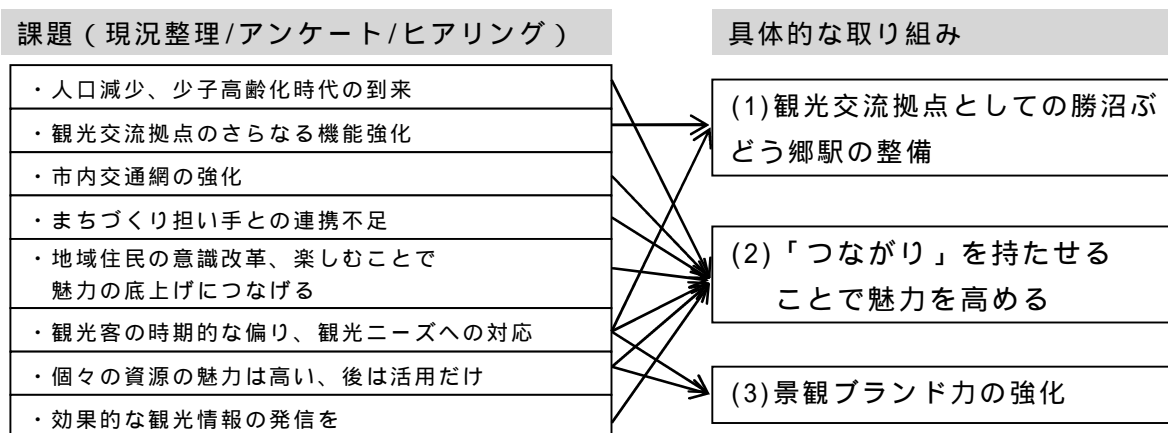 課題（現況整理/アンケート/ヒアリング）
・人口減少、少子高齢化時代の到来
・観光交流拠点のさらなる機能強化
・市内交通網の強化
・まちづくり担い手との連携不足
・地域住民の意識改革、楽しむことで
魅力の底上げにつなげる
・観光客の時期的な偏り、観光ニーズへの対応
・個々の資源の魅力は高い、後は活用だけ
・効果的な観光情報の発信を
具体的な取り組み
(1)観光交流拠点としての勝沼ぶ
どう郷駅の整備
(2)「つながり」を持たせる
ことで魅力を高める
(3)景観ブランド力の強化